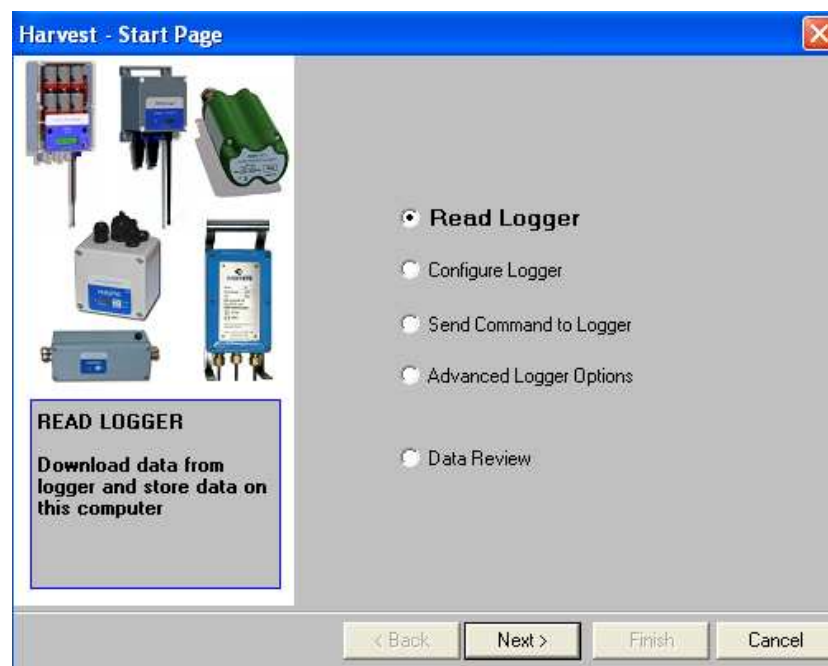 Harvest - Start Page
Read Logger
Configure Logger
Send Command to Logger
Advanced Logger Options
Data Review
READ LOGGER
Download data from
logger and store data on
this computer
< Back
Next >
Finish
Cancel